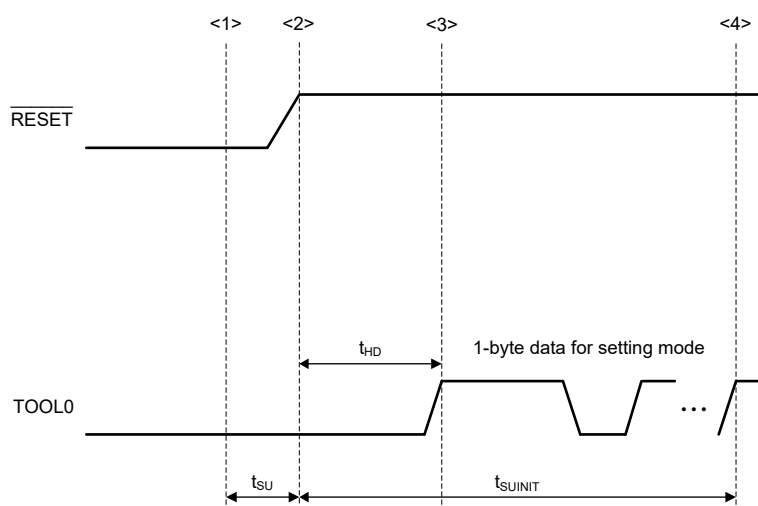 <1> <2> <3> <4>
RESET
tHD 1-byte data for setting mode
TOOL0
...
tSU tSUINIT